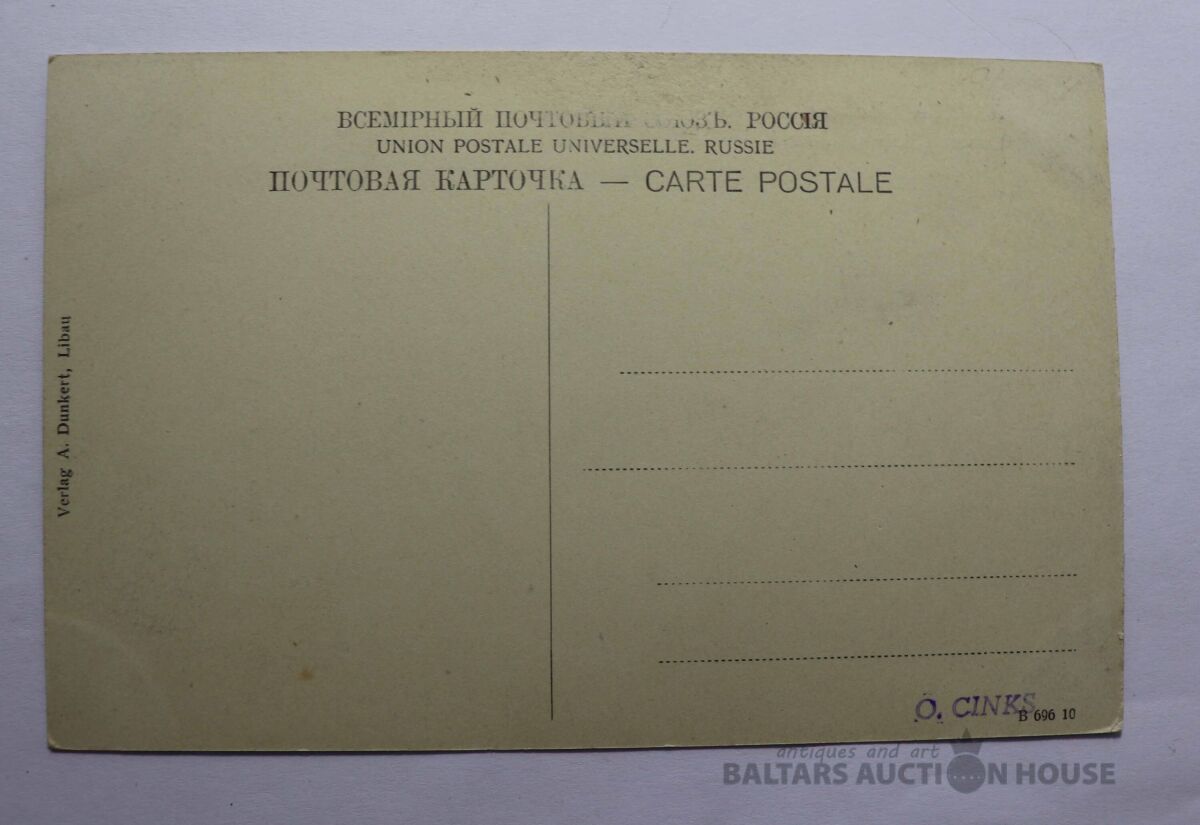 ВСЕМІРНЫЙ ПОЧТОВЫЙ СОЮЗЪ. РОССІЯ
UNION POSTALE UNIVERSELLE. RUSSIE
ПОЧТОВАЯ КАРТОЧКА — CARTE POSTALE
Verlag A. Dunkert, Libau
O. CINKS
B 696 10
antiques and art
BALTARS AUCTION HOUSE